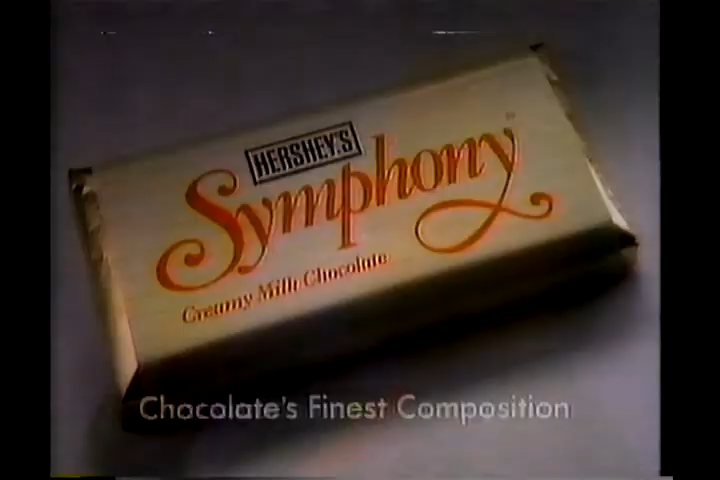 HERSHEY'S
Symphony
Creamy Milk Chocolate
Chocolate's Finest Composition